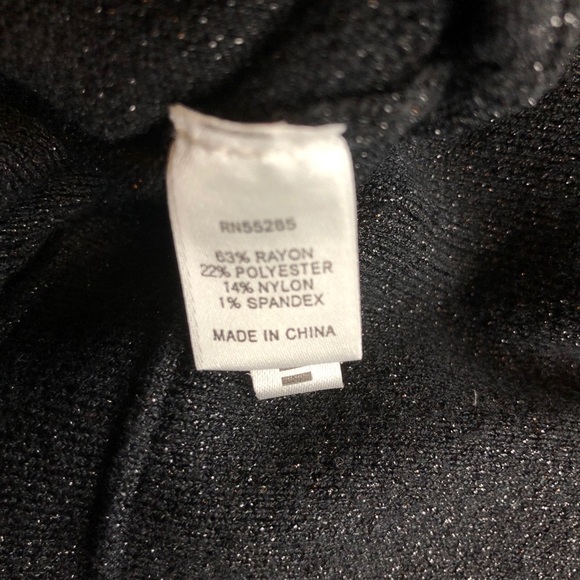 RN55285
63% RAYON
22% POLYESTER
14% NYLON
1% SPANDEX
MADE IN CHINA